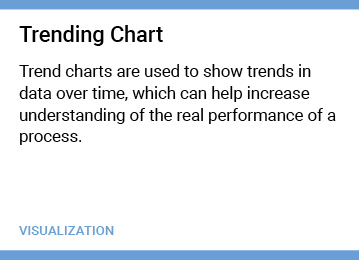 Trending Chart
Trend charts are used to show trends in
data over time, which can help increase
understanding of the real performance of a
process.
VISUALIZATION